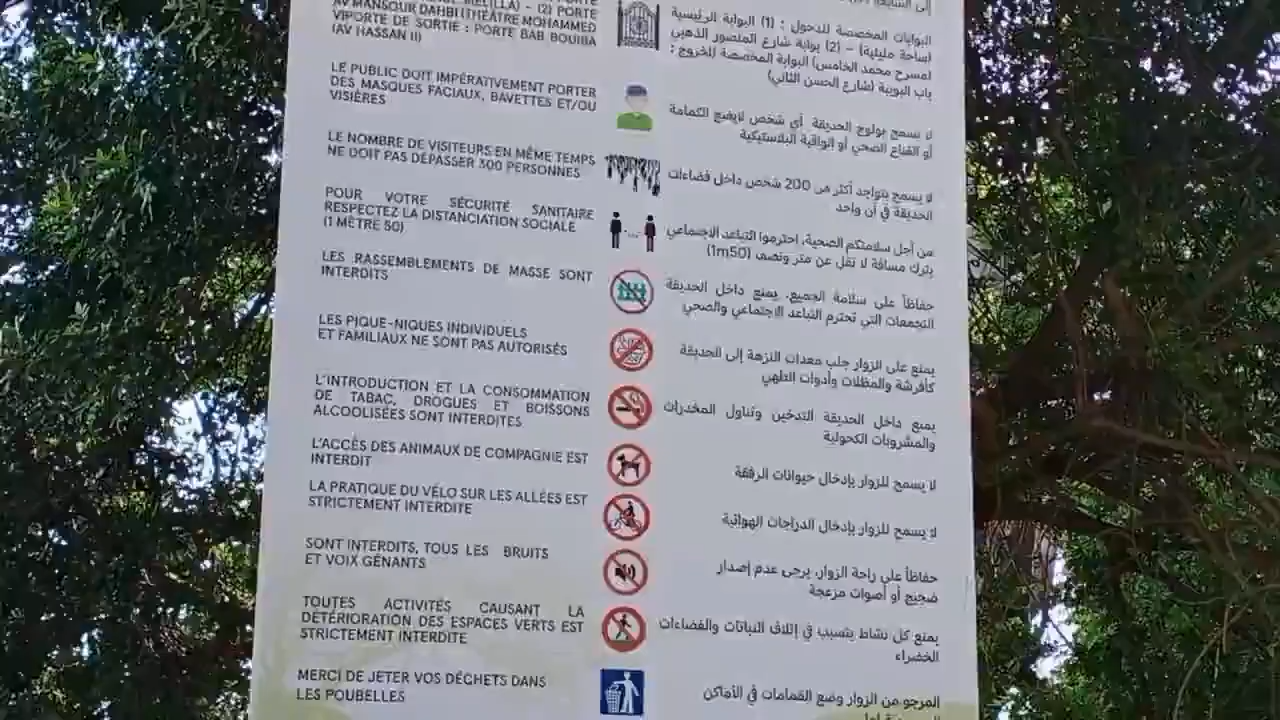 AV MANSOUR DAHBI(THÉÂTRE MOHAMMED
V)PORTE DE SORTIE : PORTE BAB BOUIBA
(AV HASSAN II)
LE PUBLIC DOIT IMPÉRATIVEMENT PORTER
DES MASQUES FACIAUX, BAVETTES ET/OU
VISIÈRES
LE NOMBRE DE VISITEURS EN MÊME TEMPS
NE DOIT PAS DÉPASSER 300 PERSONNES
POUR VOTRE SÉCURITÉ SANITAIRE
RESPECTEZ LA DISTANCIATION SOCIALE
(1 MÈTRE 50)
LES RASSEMBLEMENTS DE MASSE SONT
INTERDITS
LES PIQUE-NIQUES INDIVIDUELS
ET FAMILIAUX NE SONT PAS AUTORISÉS
L'INTRODUCTION ET LA CONSOMMATION
DE TABAC, DROGUES ET BOISSONS
ALCOOLISÉES SONT INTERDITES
L'ACCÈS DES ANIMAUX DE COMPAGNIE EST
INTERDIT
LA PRATIQUE DU VÉLO SUR LES ALLÉES EST
STRICTEMENT INTERDITE
SONT INTERDITS, TOUS LES BRUITS
ET VOIX GÉNANTS
TOUTES ACTIVITÉS CAUSANT LA
DÉTÉRIORATION DES ESPACES VERTS EST
STRICTEMENT INTERDITE
MERCI DE JETER VOS DÉCHETS DANS
LES POUBELLES
البوابات المخصصة للدخول : (1) البوابة الرئيسية
(ساحة مليلية) - (2) بوابة شارع المنصور الذهبي
(مسرح محمد الخامس) البوابة المخصصة للخروج :
باب البويبة (شارع الحسن الثاني)
لا يسمح بولوج الحديقة أي شخص لايضع الكمامة
أو القناع الصحي أو الواقية البلاستيكية
لا يسمح بتواجد أكثر من 200 شخص داخل فضاءات
الحديقة في آن واحد
من أجل سلامتكم الصحية، احترموا التباعد الاجتماعي
بترك مسافة لا تقل عن متر ونصف (1m50)
حفاظاً على سلامة الجميع، يمنع داخل الحديقة
التجمعات التي تحترم التباعد الاجتماعي والصحي
يمنع على الزوار جلب معدات النزهة إلى الحديقة
كأفرشة والمظلات وأدوات الطهي
يمنع داخل الحديقة التدخين وتناول المخدرات
والمشروبات الكحولية
لا يسمح للزوار بإدخال حيوانات الرفقة
لا يسمح للزوار بإدخال الدراجات الهوائية
حفاظاً على راحة الزوار، يرجى عدم إصدار
ضجيج أو أصوات مزعجة
يمنع كل نشاط يتسبب في إتلاف النباتات والفضاءات
الخضراء
المرجو من الزوار وضع القمامات في الأماكن